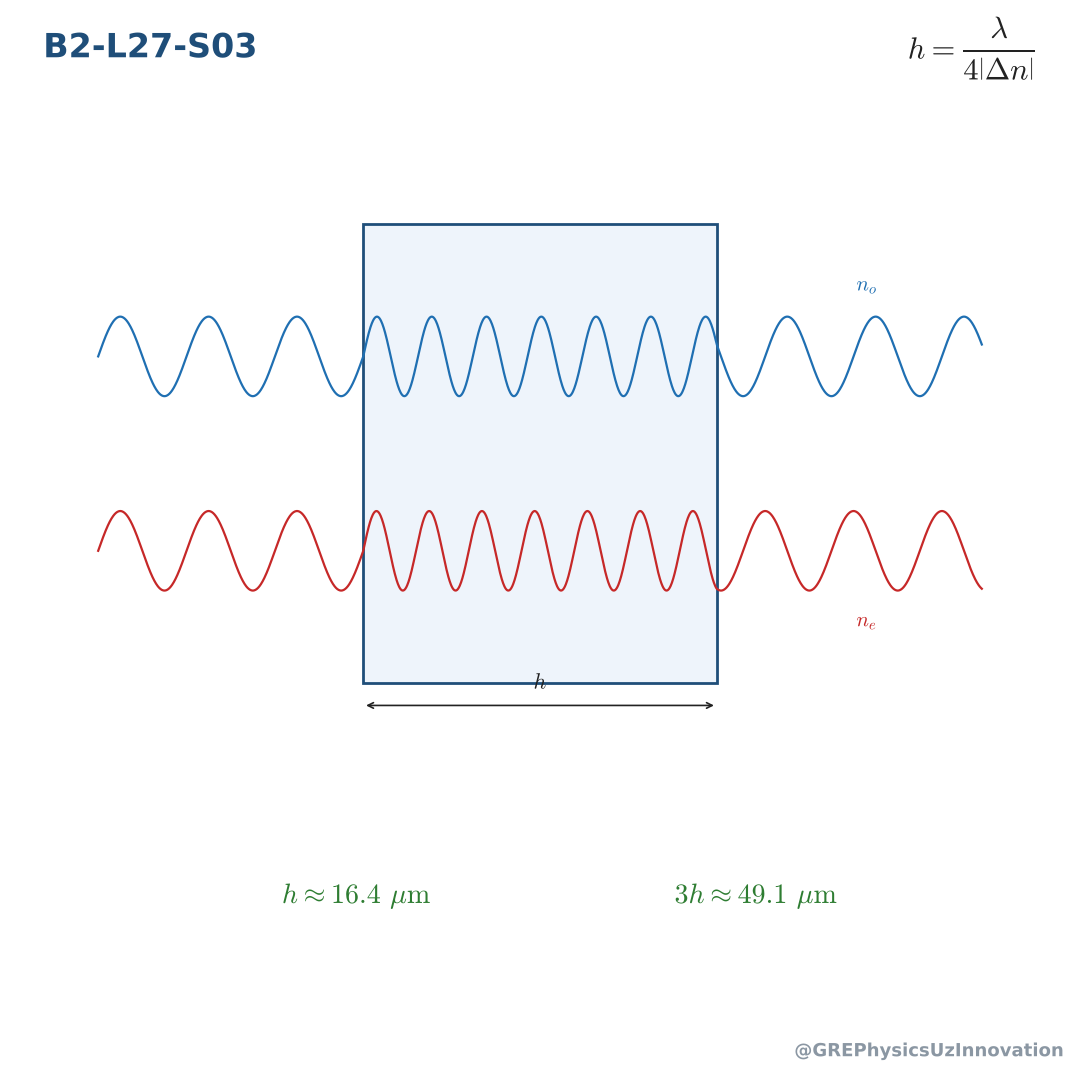 B2-L27-S03
h = λ / 4|Δn|
n_o
n_e
h
h ≈ 16.4 μm
3h ≈ 49.1 μm
@GREPhysicsUzInnovation